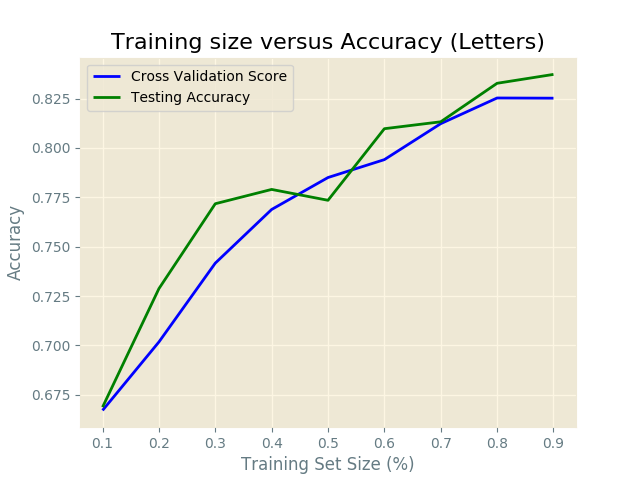 Training size versus Accuracy (Letters)
Cross Validation Score
Testing Accuracy
Accuracy
0.825
0.800
0.775
0.750
0.725
0.700
0.675
0.1 0.2 0.3 0.4 0.5 0.6 0.7 0.8 0.9
Training Set Size (%)